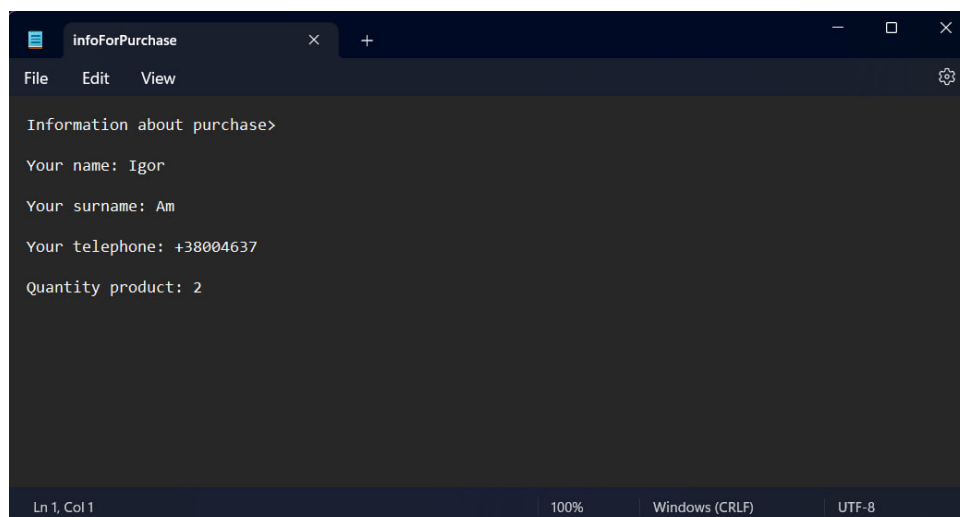 infoForPurchase
File Edit View
Information about purchase>
Your name: Igor
Your surname: Am
Your telephone: +38004637
Quantity product: 2
Ln 1, Col 1 100% Windows (CRLF) UTF-8